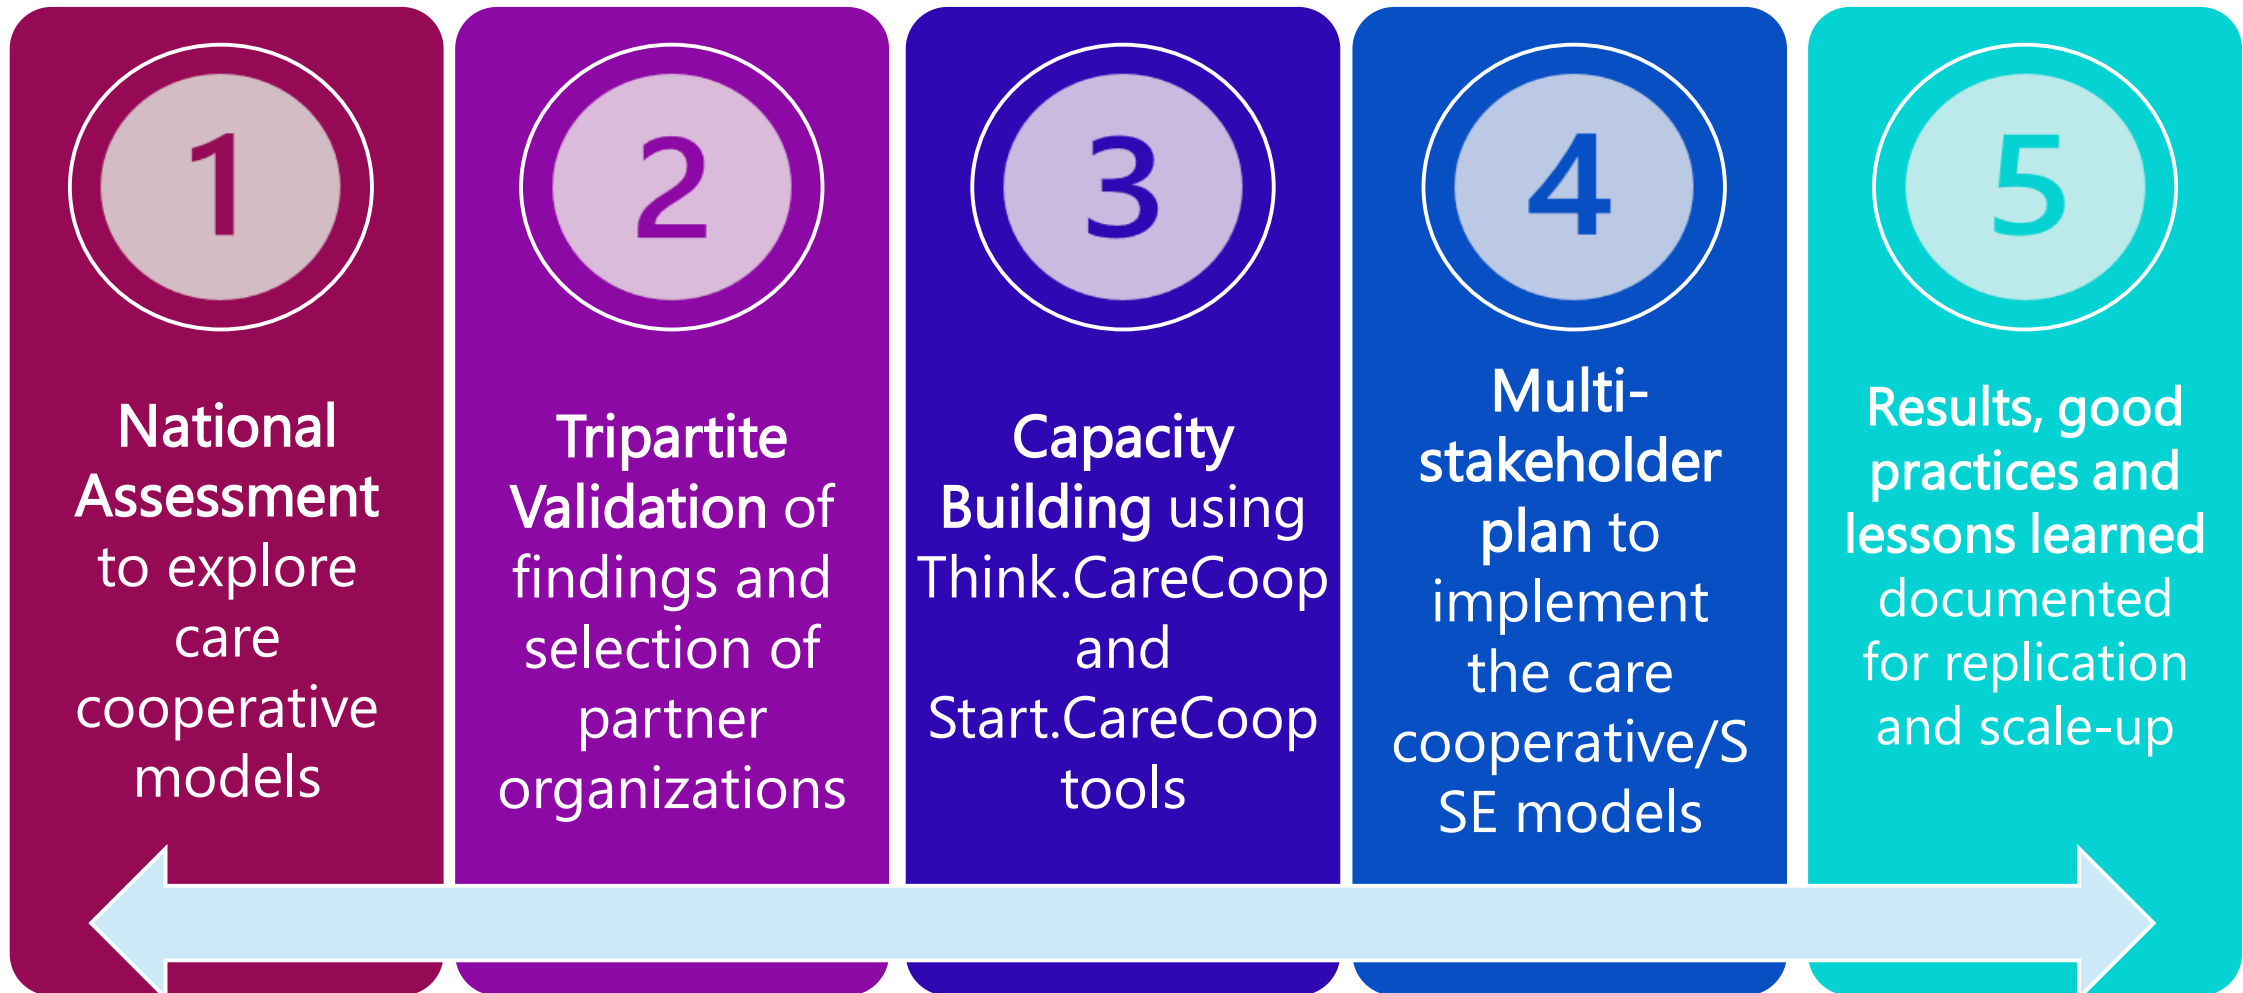 1
National
Assessment
to explore
care
cooperative
models
2
Tripartite
Validation of
findings and
selection of
partner
organizations
3
Capacity
Building using
Think.CareCoop
and
Start.CareCoop
tools
4
Multi-
stakeholder
plan to
implement
the care
cooperative/S
SE models
5
Results, good
practices and
lessons learned
documented
for replication
and scale-up